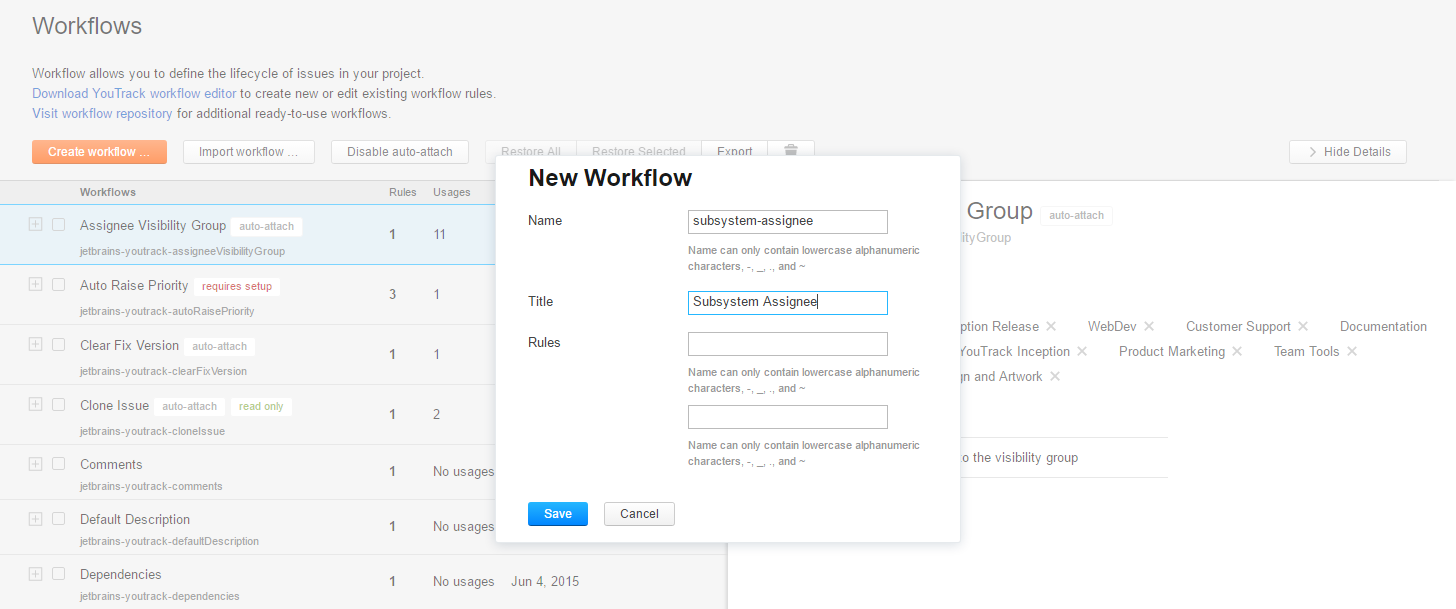 Workflows
Workflow allows you to define the lifecycle of issues in your project.
Download YouTrack workflow editor to create new or edit existing workflow rules.
Visit workflow repository for additional ready-to-use workflows.
Create workflow ... Import workflow ... Disable auto-attach Restore All Restore Selected Export Hide Details
Workflows Rules Usages
Assignee Visibility Group auto-attach 1 11
jetbrains-youtrack-assigneeVisibilityGroup
Auto Raise Priority requires setup 3 1
jetbrains-youtrack-autoRaisePriority
Clear Fix Version auto-attach 1 1
jetbrains-youtrack-clearFixVersion
Clone Issue auto-attach read only 1 2
jetbrains-youtrack-cloneIssue
Comments 1 No usages
jetbrains-youtrack-comments
Default Description 1 No usages
jetbrains-youtrack-defaultDescription
Dependencies 1 No usages Jun 4, 2015
jetbrains-youtrack-dependencies
New Workflow
Name subsystem-assignee
Name can only contain lowercase alphanumeric
characters, -, _, ., and ~
Title Subsystem Assignee
Rules
Name can only contain lowercase alphanumeric
characters, -, _, ., and ~
Name can only contain lowercase alphanumeric
characters, -, _, ., and ~
Save Cancel
Group auto-attach
ityGroup
ption Release WebDev Customer Support Documentation
YouTrack Inception Product Marketing Team Tools
gn and Artwork
to the visibility group